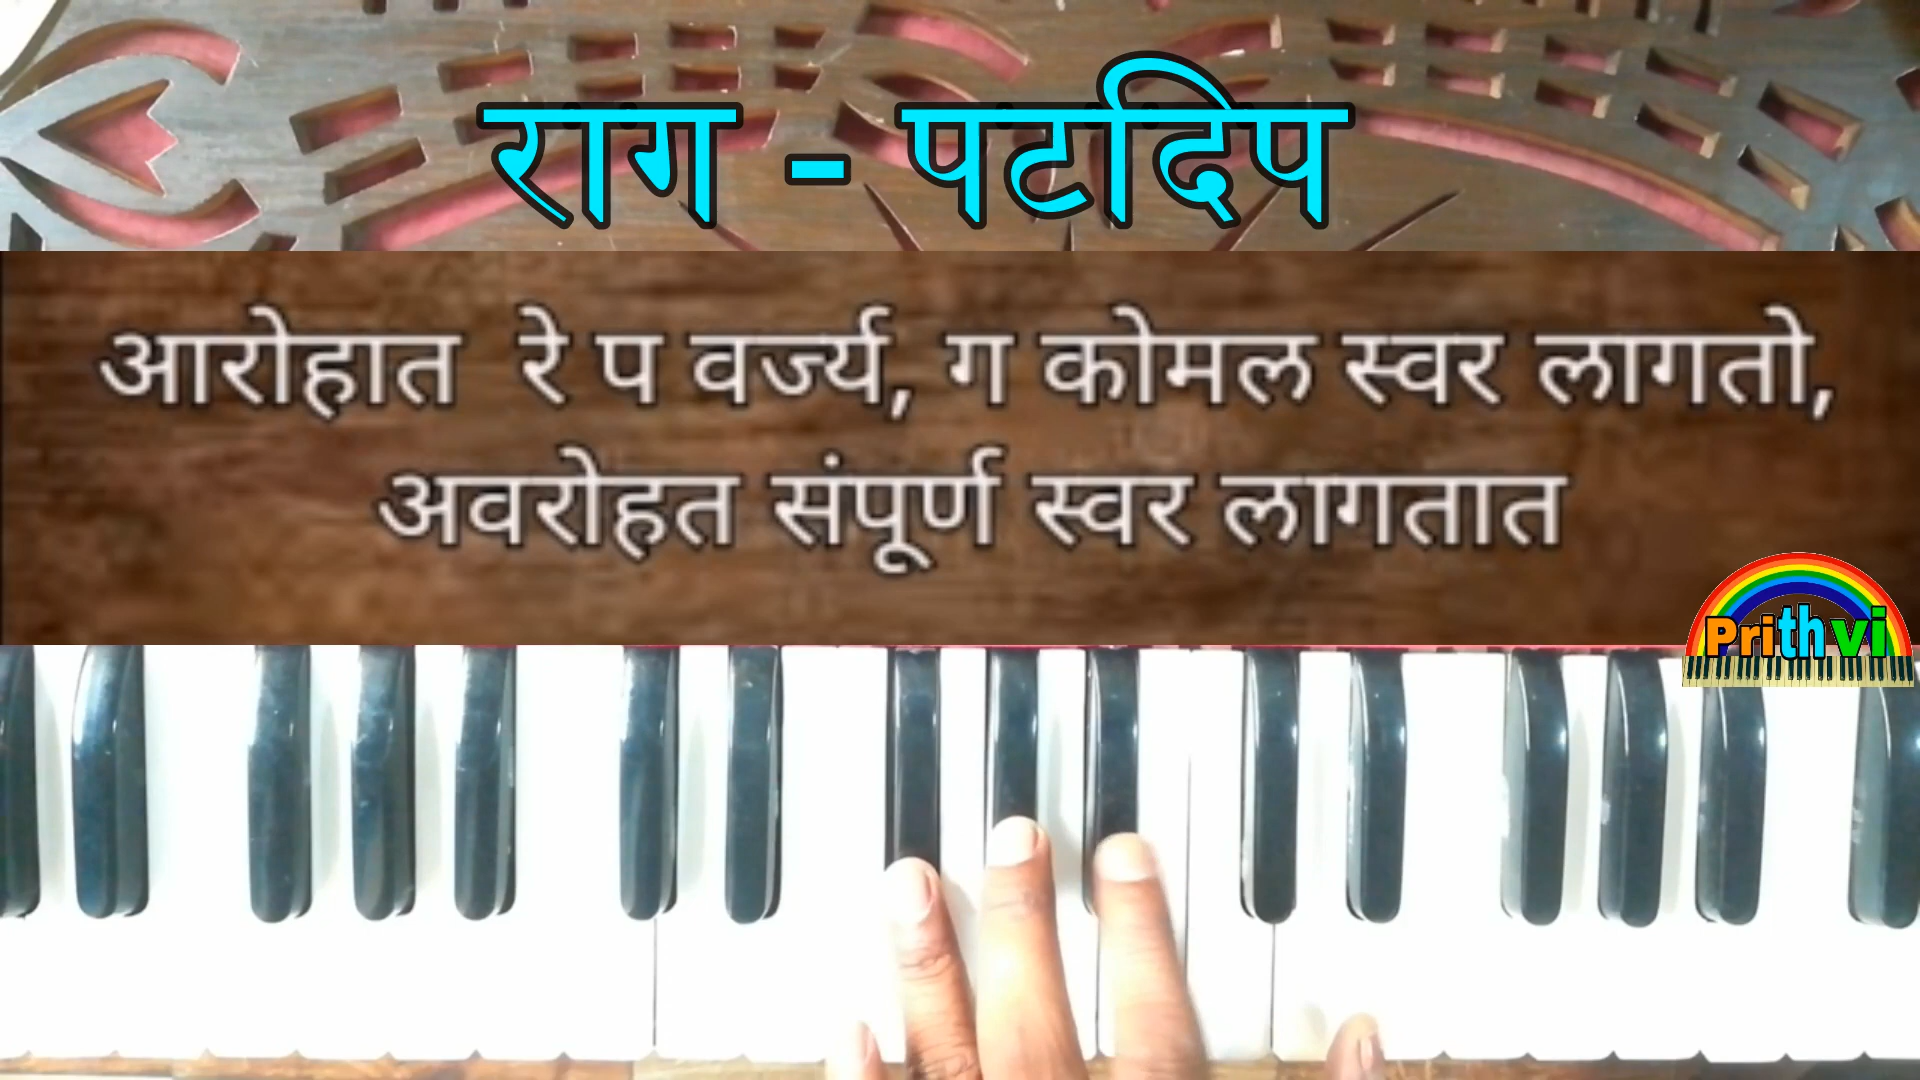 राग - पटदिप
आरोहात रे प वर्ज्य, ग कोमल स्वर लागतो,
अवरोहत संपूर्ण स्वर लागतात
Prithvi